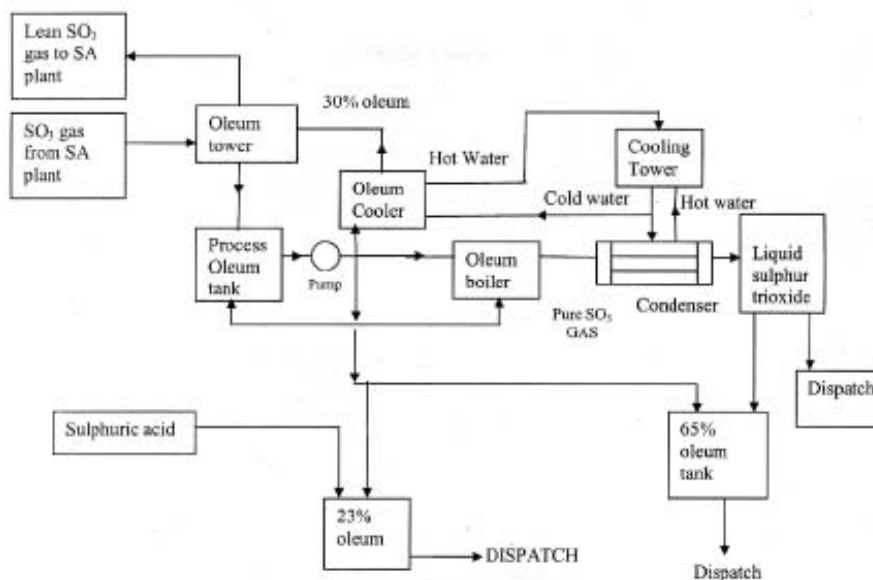 Lean SO3
gas to SA
plant
SO3 gas
from SA
plant
Oleum
tower
30% oleum
Hot Water
Cooling
Tower
Oleum
Cooler
Cold water
Hot water
Process
Oleum
tank
Pump
Oleum
boiler
Liquid
sulphur
trioxide
Pure SO3
GAS
Condenser
Dispatch
Sulphuric acid
65%
oleum
tank
23%
oleum
DISPATCH
Dispatch